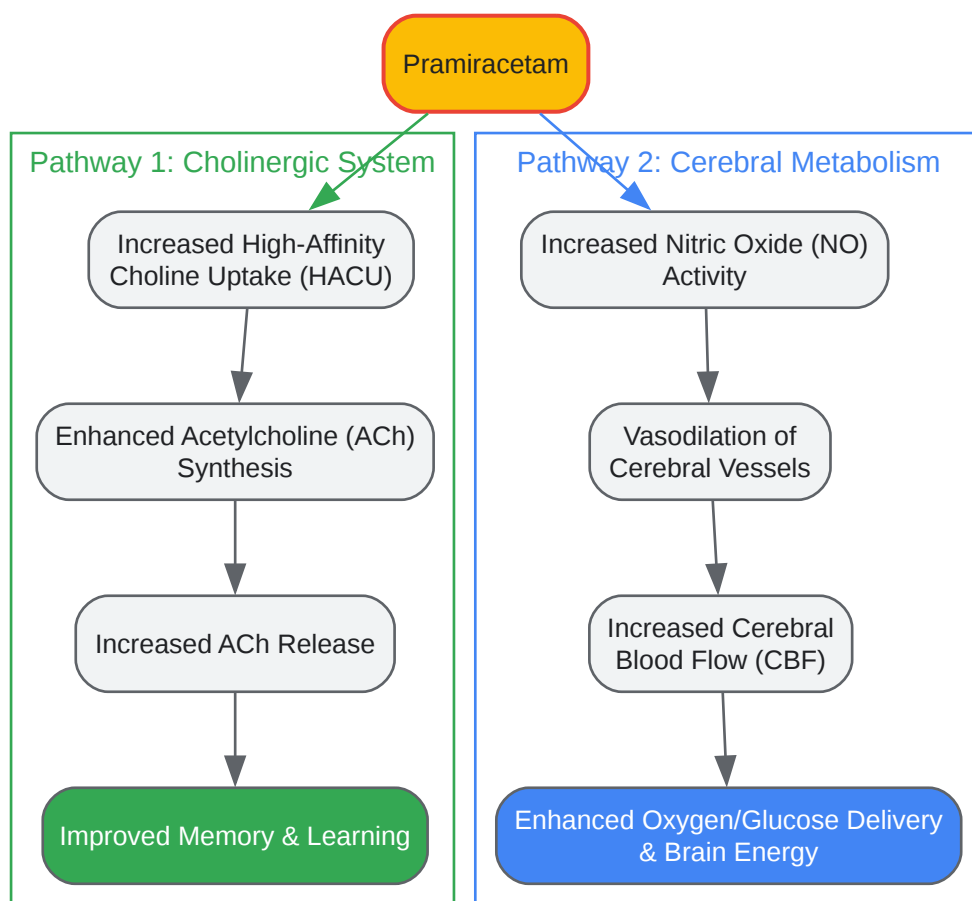 Pramiracetam
Pathway 1: Cholinergic System
Increased High-Affinity
Choline Uptake (HACU)
Enhanced Acetylcholine (ACh)
Synthesis
Increased ACh Release
Improved Memory & Learning
Pathway 2: Cerebral Metabolism
Increased Nitric Oxide (NO)
Activity
Vasodilation of
Cerebral Vessels
Increased Cerebral
Blood Flow (CBF)
Enhanced Oxygen/Glucose Delivery
& Brain Energy